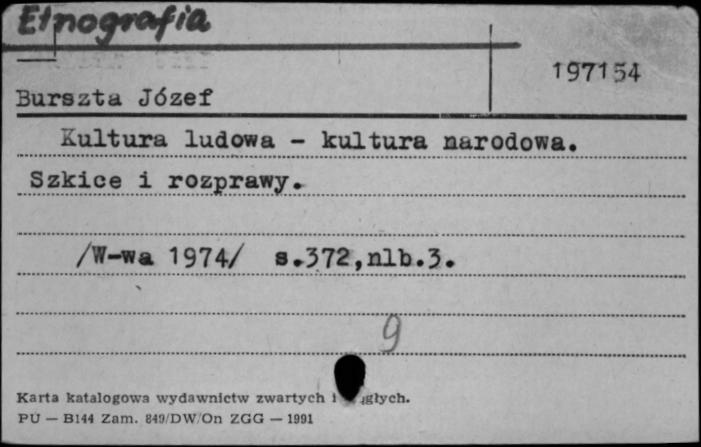 Etnografia
197154
Burszta Józef
Kultura ludowa - kultura narodowa.
Szkice i rozprawy.
/W-wa 1974/ s.372,nlb.3.
9
Karta katalogowa wydawnictw zwartych i głych.
PU — B144 Zam. 849/DW/On ZGG — 1991